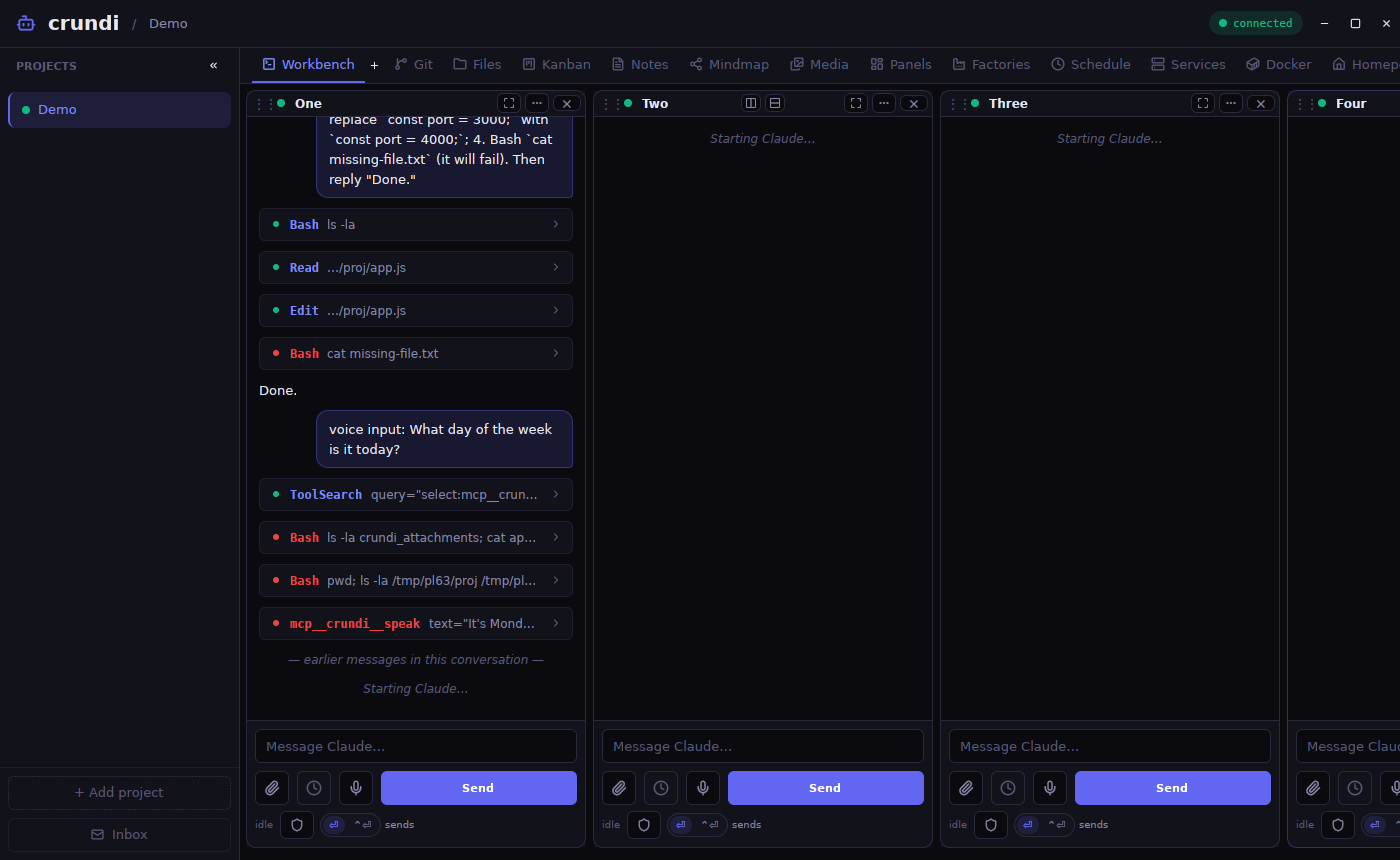 crundi / Demo
connected
PROJECTS «
Demo
+ Add project
Inbox
Workbench + Git Files Kanban Notes Mindmap Media Panels Factories Schedule Services Docker Homep
One
replace `const port = 3000;` with
`const port = 4000;`; 4. Bash `cat
missing-file.txt` (it will fail). Then
reply "Done."
Bash ls -la
Read …/proj/app.js
Edit …/proj/app.js
Bash cat missing-file.txt
Done.
voice input: What day of the week
is it today?
ToolSearch query="select:mcp__crun…
Bash ls -la crundi_attachments; cat ap…
Bash pwd; ls -la /tmp/pl63/proj /tmp/pl…
mcp__crundi__speak text="It's Mond…
— earlier messages in this conversation —
Starting Claude…
Message Claude…
Send
idle ⏎ ⌃⏎ sends
Two
Starting Claude…
Message Claude…
Send
idle ⏎ ⌃⏎ sends
Three
Starting Claude…
Message Claude…
Send
idle ⏎ ⌃⏎ sends
Four
Message Clau
idle ⏎